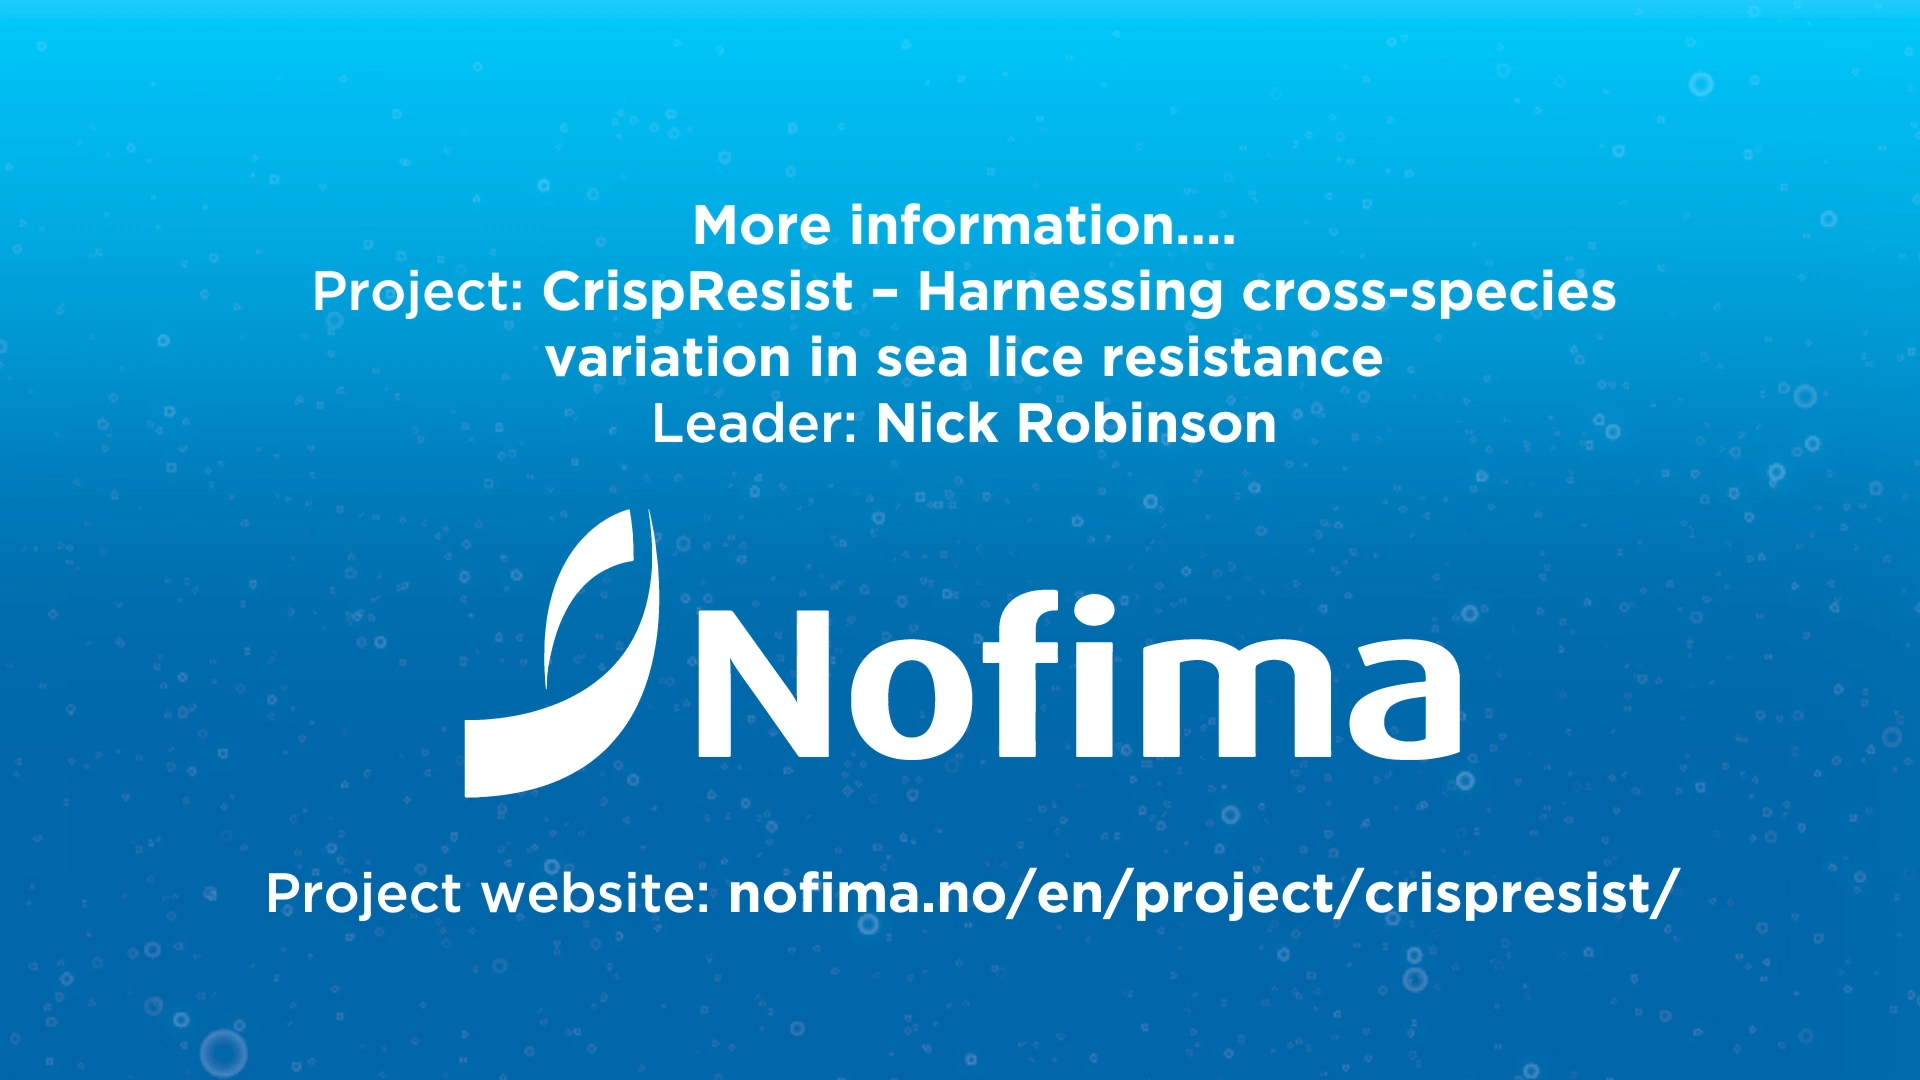 More information....
Project: CrispResist – Harnessing cross-species
variation in sea lice resistance
Leader: Nick Robinson
Nofima
Project website: nofima.no/en/project/crispresist/